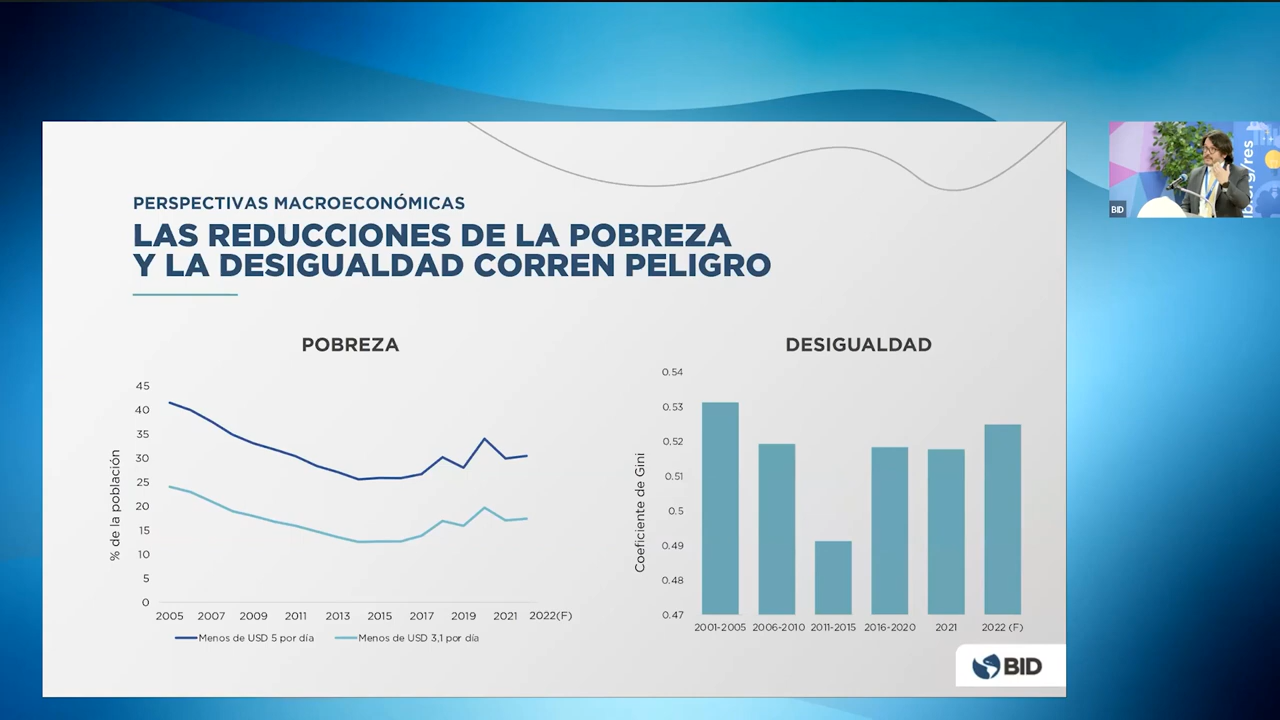 PERSPECTIVAS MACROECONÓMICAS
LAS REDUCCIONES DE LA POBREZA
Y LA DESIGUALDAD CORREN PELIGRO
POBREZA
45
40
35
30
25
20
15
10
5
0
% de la población
2005 2007 2009 2011 2013 2015 2017 2019 2021 2022(F)
Menos de USD 5 por día Menos de USD 3,1 por día
DESIGUALDAD
0.54
0.53
0.52
0.51
0.5
0.49
0.48
0.47
Coeficiente de Gini
2001-2005 2006-2010 2011-2015 2016-2020 2021 2022 (F)
BID
BID